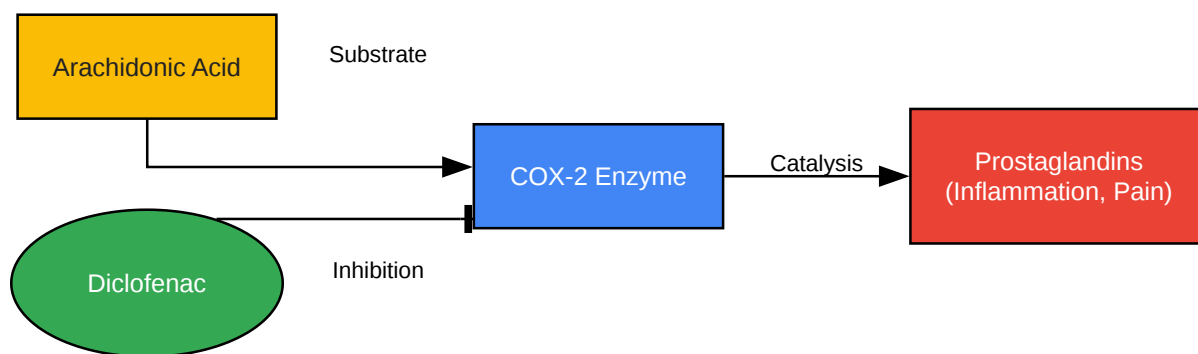 Arachidonic Acid
Substrate
COX-2 Enzyme
Catalysis
Prostaglandins
(Inflammation, Pain)
Diclofenac
Inhibition